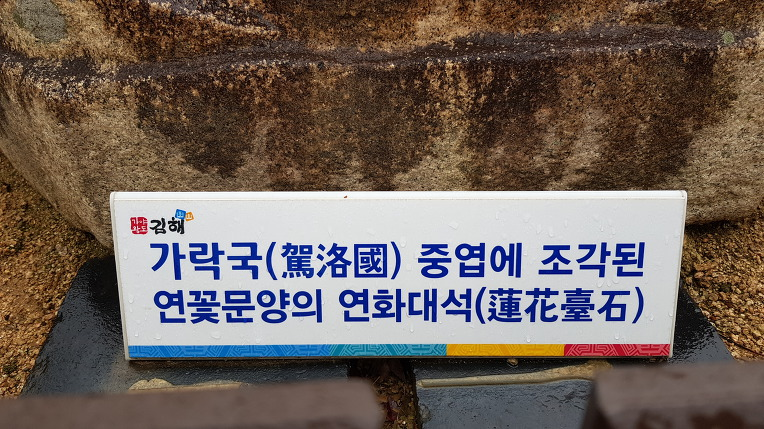 가야
왕도
김해
가락국(駕洛國) 중엽에 조각된
연꽃문양의 연화대석(蓮花臺石)